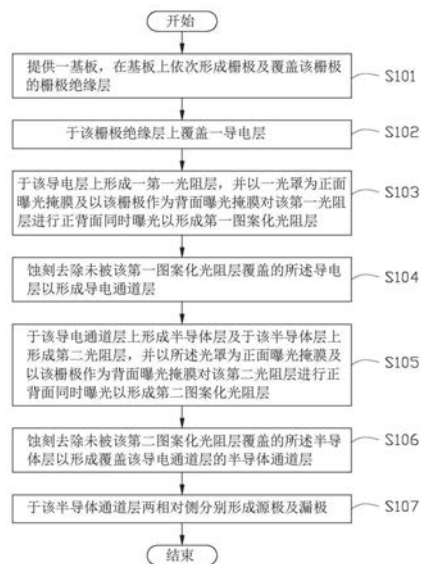 开始
提供一基板，在基板上依次形成栅极及覆盖该栅极
的栅极绝缘层
S101
于该栅极绝缘层上覆盖一导电层
S102
于该导电层上形成一第一光阻层，并以一光罩为正面
曝光掩膜及以该栅极作为背面曝光掩膜对该第一光阻
层进行正背面同时曝光以形成第一图案化光阻层
S103
蚀刻去除未被该第一图案化光阻层覆盖的所述导电
层以形成导电通道层
S104
于该导电通道层上形成半导体层及于该半导体层上
形成第二光阻层，并以所述光罩为正面曝光掩膜及
以该栅极作为背面曝光掩膜对该第二光阻层进行正
背面同时曝光以形成第二图案化光阻层
S105
蚀刻去除未被该第二图案化光阻层覆盖的所述半导
体层以形成覆盖该导电通道层的半导体通道层
S106
于该半导体通道层两相对侧分别形成源极及漏极
S107
结束